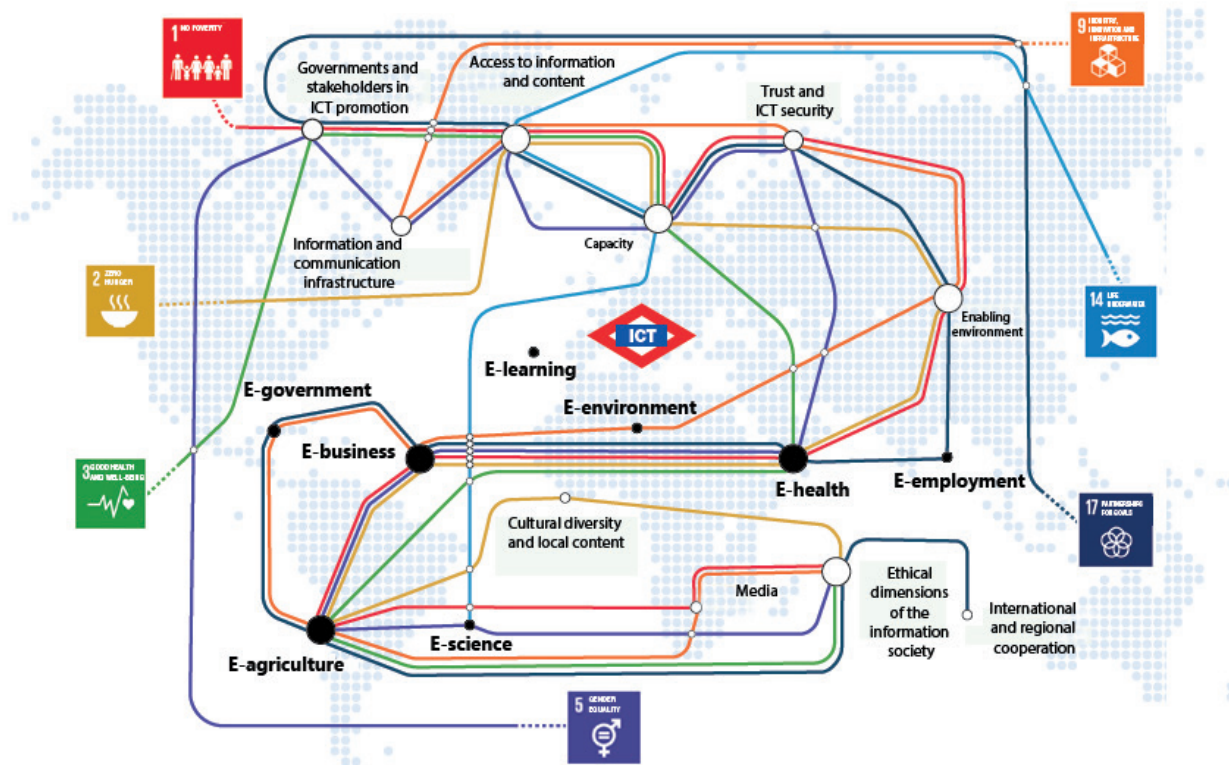 1 NO POVERTY
Governments and
stakeholders in
ICT promotion
Access to information
and content
Trust and
ICT security
9 INDUSTRY,
INNOVATION AND
INFRASTRUCTURE
Information and
communication
infrastructure
Capacity
2 ZERO
HUNGER
ICT
Enabling
environment
14 LIFE
UNDERWATER
E-learning
E-government
E-environment
E-business
3 GOOD HEALTH
AND WELL-BEING
E-health
E-employment
17 PARTNERSHIPS
FOR GOALS
Cultural diversity
and local content
Media
Ethical
dimensions
of the
information
society
International
and regional
cooperation
E-science
E-agriculture
5 GENDER
EQUALITY